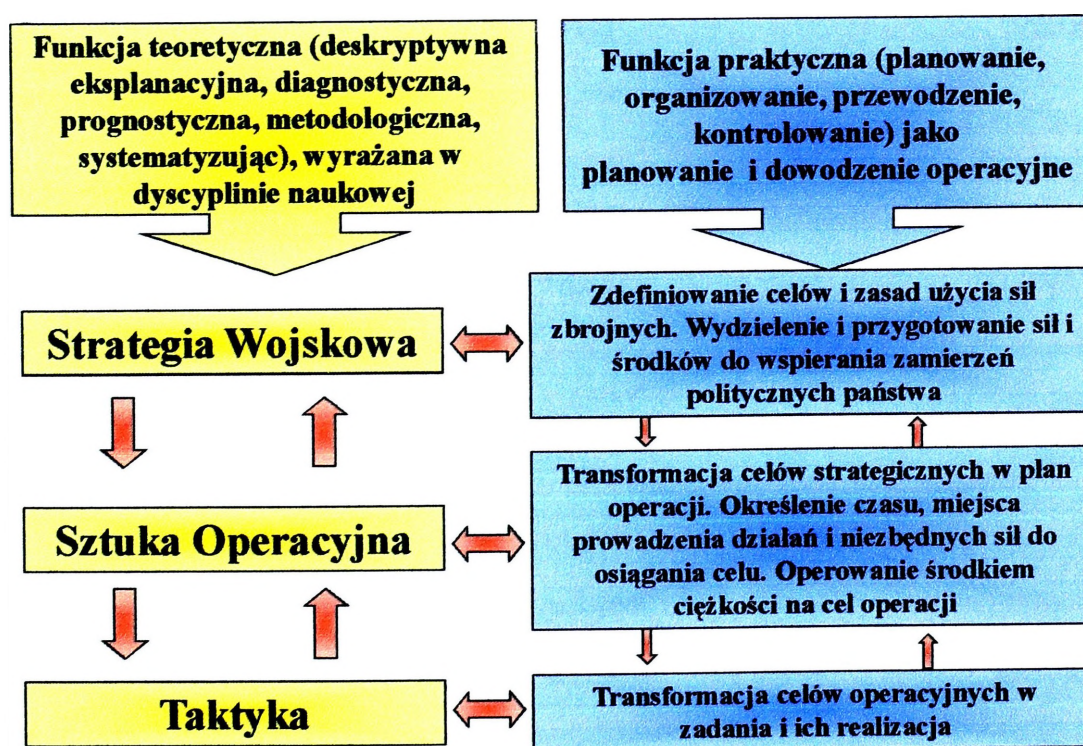 Funkcja teoretyczna (deskryptywna
eksplanacyjna, diagnostyczna,
prognostyczna, metodologiczna,
systematyzując), wyrażana w
dyscyplinie naukowej
Funkcja praktyczna (planowanie,
organizowanie, przewodzenie,
kontrolowanie) jako
planowanie i dowodzenie operacyjne
Strategia Wojskowa
Zdefiniowanie celów i zasad użycia sił
zbrojnych. Wydzielenie i przygotowanie sił i
środków do wspierania zamierzeń
politycznych państwa
Sztuka Operacyjna
Transformacja celów strategicznych w plan
operacji. Określenie czasu, miejsca
prowadzenia działań i niezbędnych sił do
osiągania celu. Operowanie środkiem
ciężkości na cel operacji
Taktyka
Transformacja celów operacyjnych w
zadania i ich realizacja